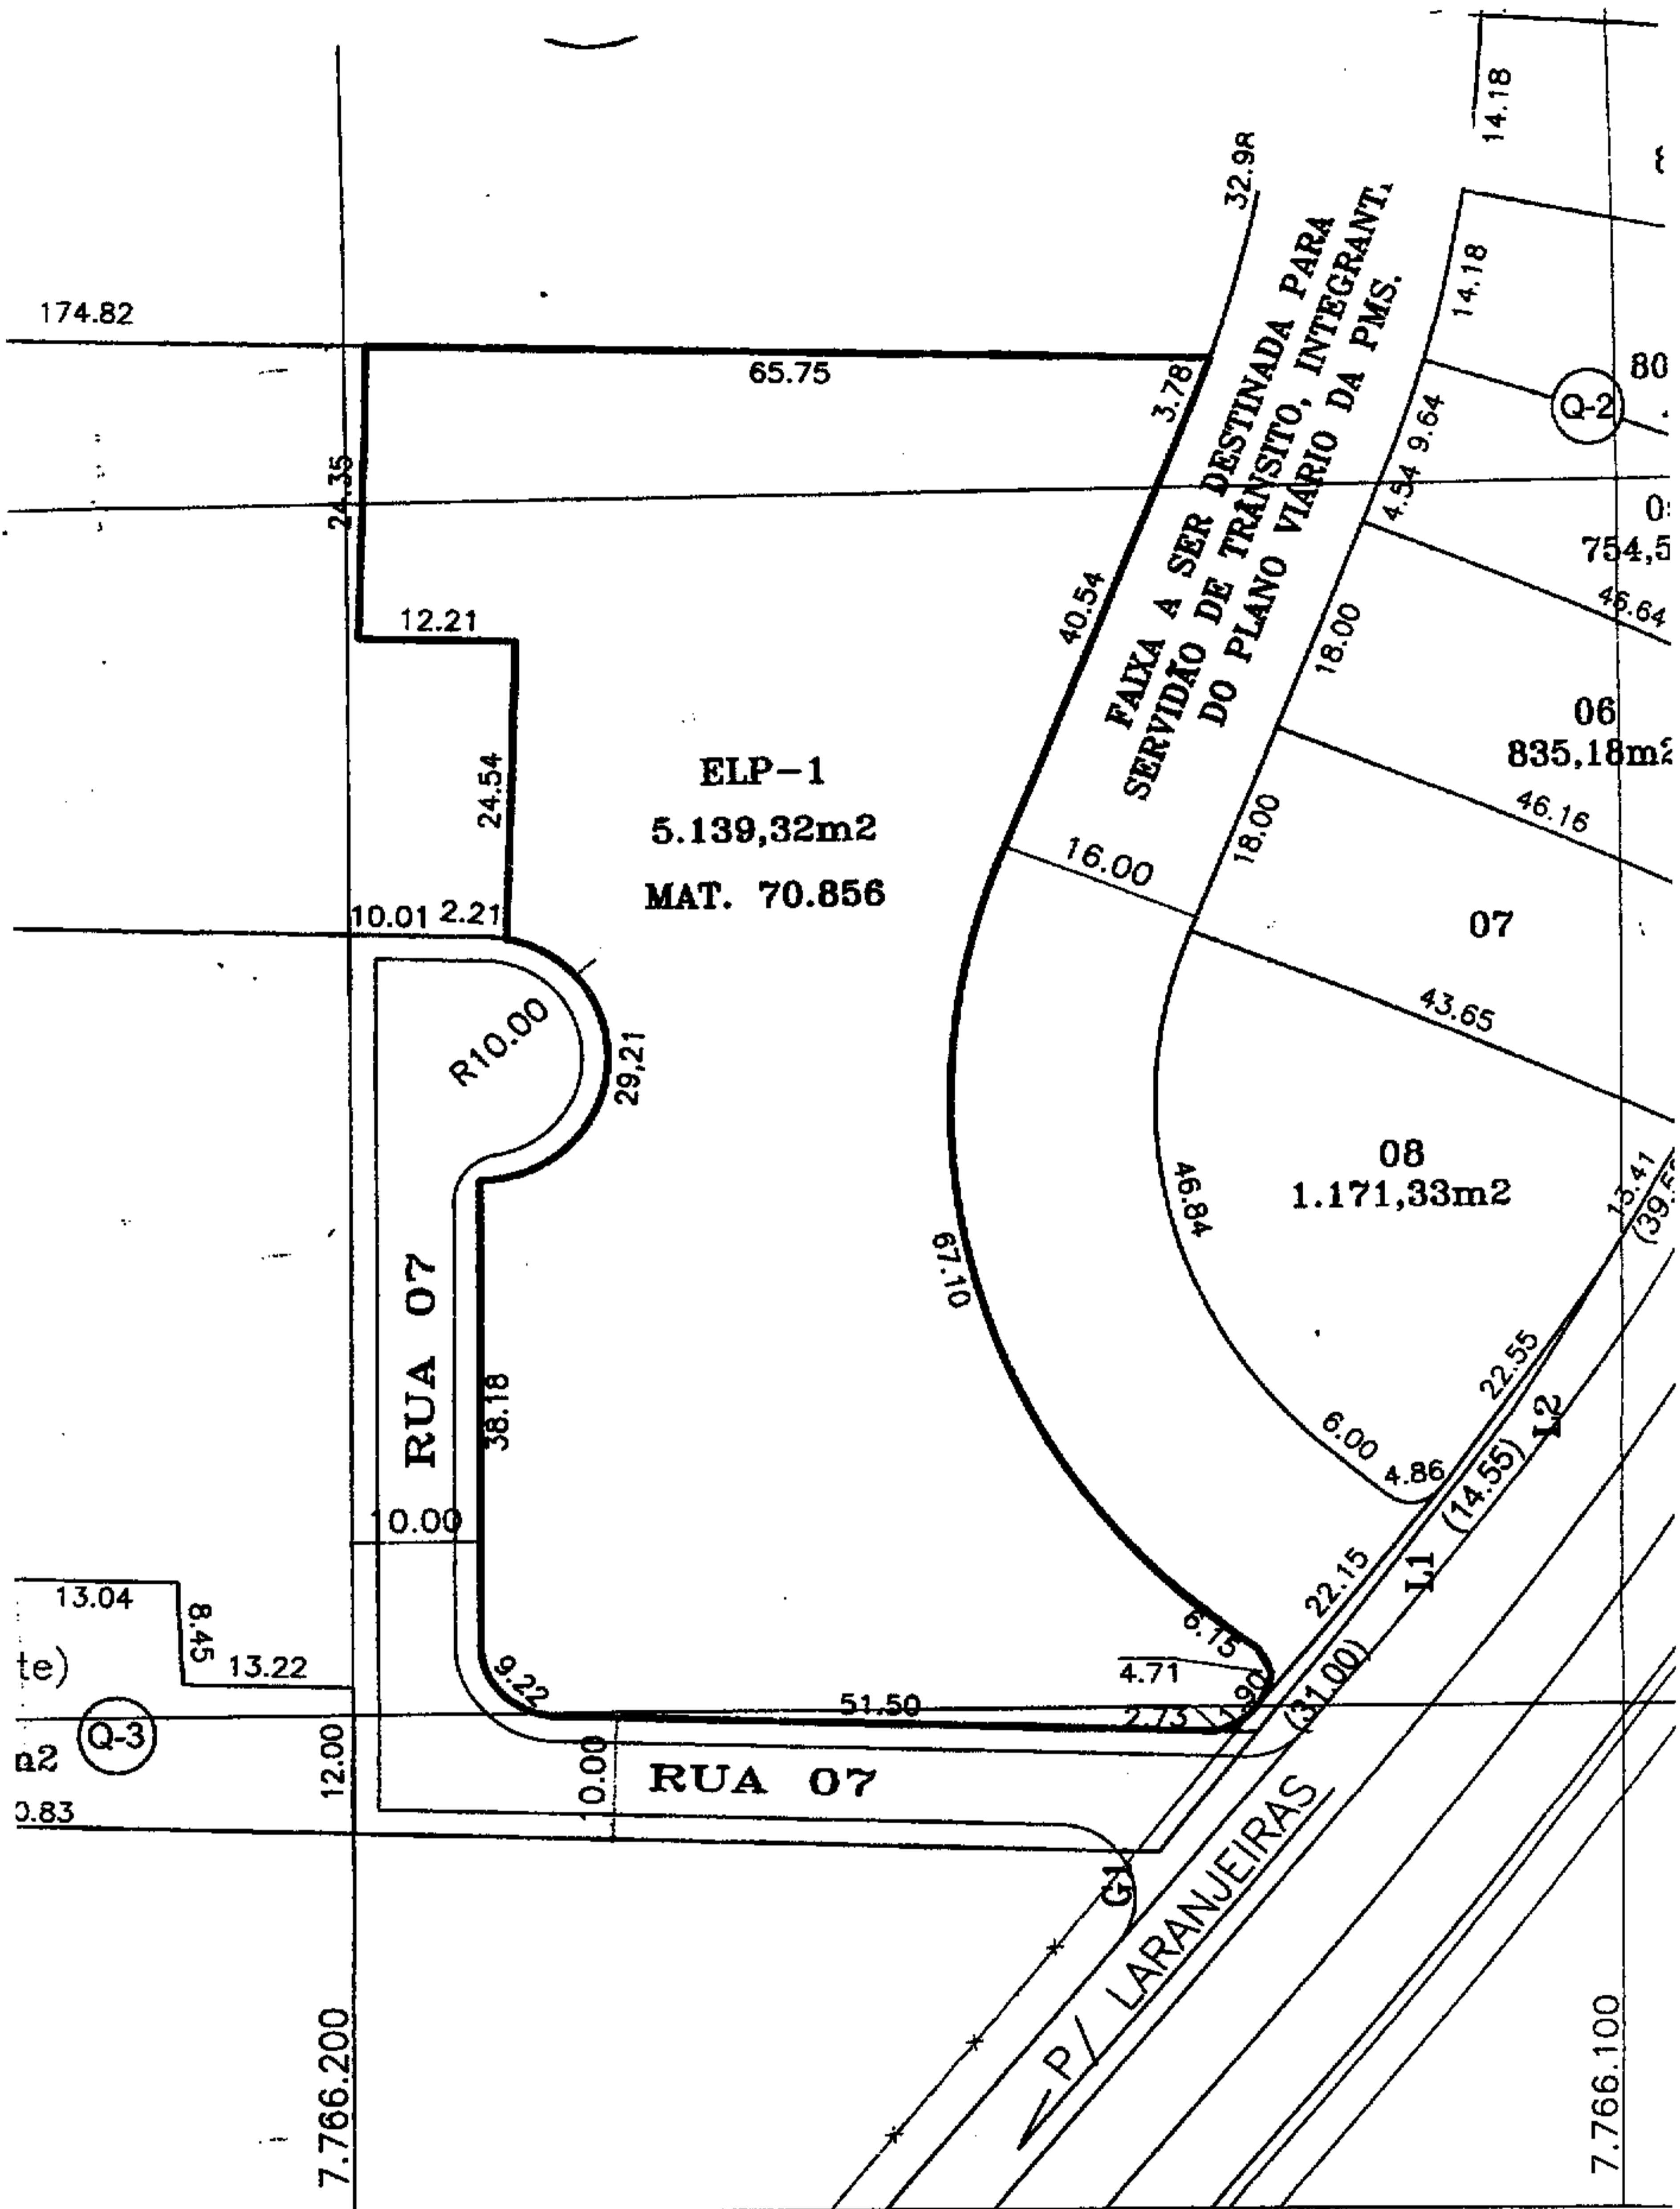 32.98
14.18
FAIXA A SER DESTINADA PARA
SERVIDÃO DE TRÂNSITO, INTEGRANT
DO PLANO VIÁRIO DA PMS.
14.18
174.82
65.75
3.78
80
Q-2
9.64
4.54
24.35
754,5
40.54
46.64
12.21
18.00
06
835,18m2
24.54
ELP-1
5.139,32m2
MAT. 70.856
46.16
18.00
16.00
10.01
2.21
07
43.65
R10.00
29,21
08
1.171,33m2
46.84
13.41
(39.5
67.10
RUA 07
38.18
22.55
L2
6.00
4.86
(14.55)
10.00
22.15
L1
13.04
8.45
te)
13.22
9.22
6.75
4.71
1.90
(31.00)
51.50
2.73
Q-3
12.00
10.00
RUA 07
0.83
G1
P/ LARANJEIRAS
7.766.200
7.766.100